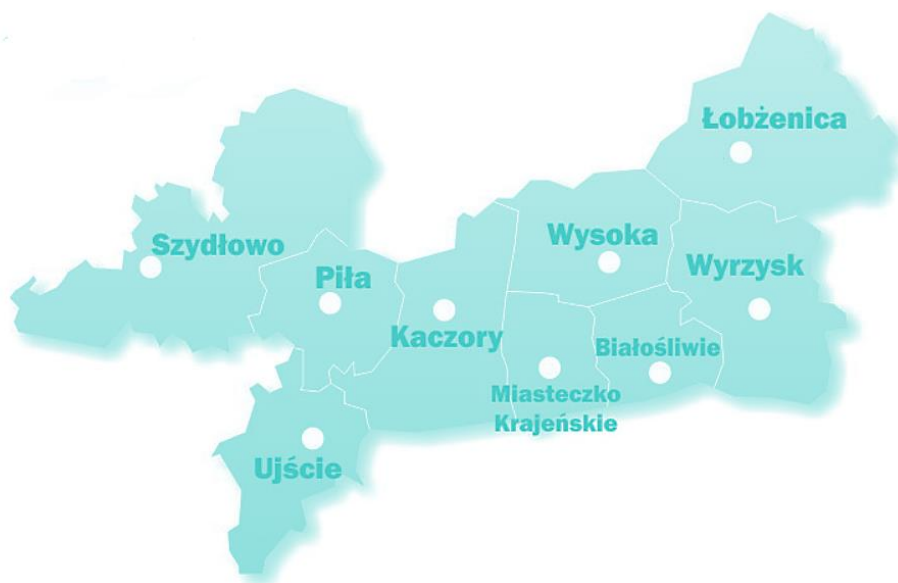 Łobżenica
Szydłowo
Wysoka
Wyrzysk
Piła
Kaczory
Białośliwie
Miasteczko
Krajeńskie
Ujście